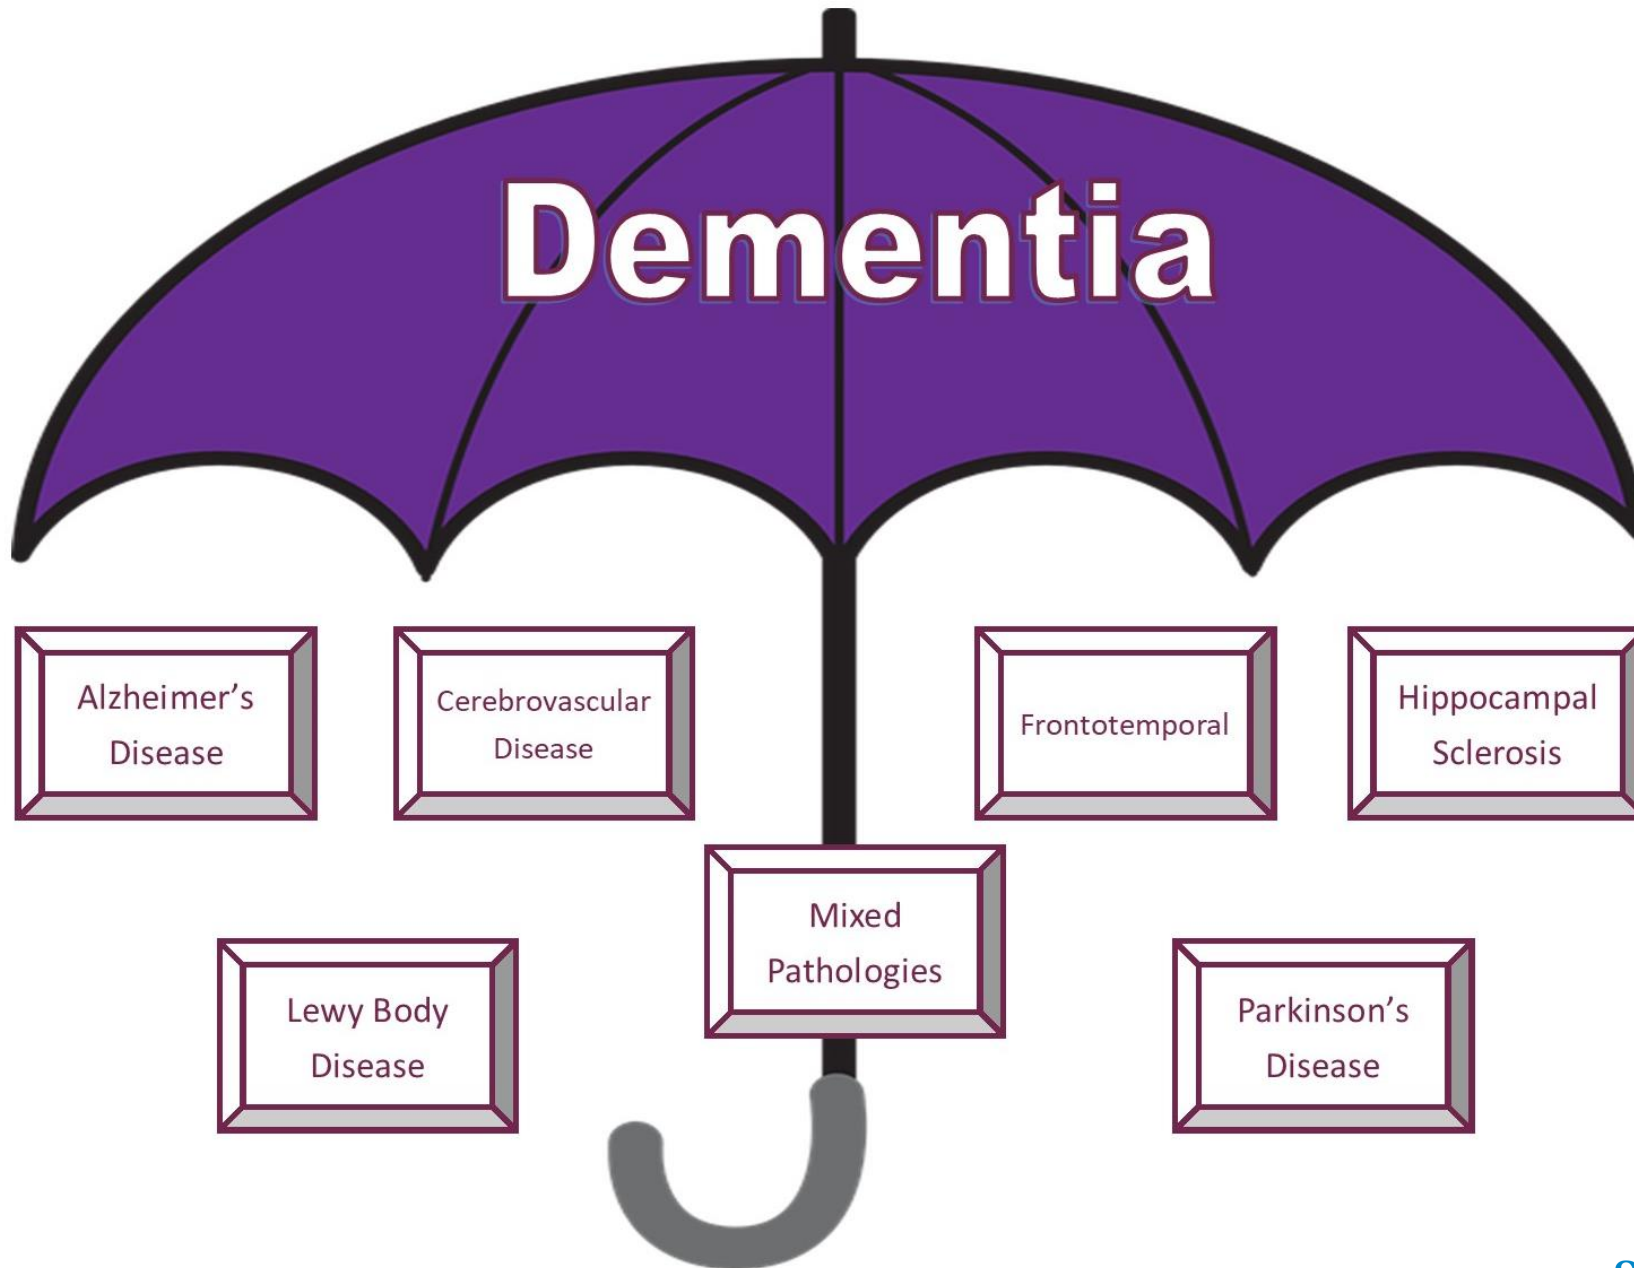 Dementia
Alzheimer's
Disease
Cerebrovascular
Disease
Frontotemporal
Hippocampal
Sclerosis
Mixed
Pathologies
Lewy Body
Disease
Parkinson's
Disease